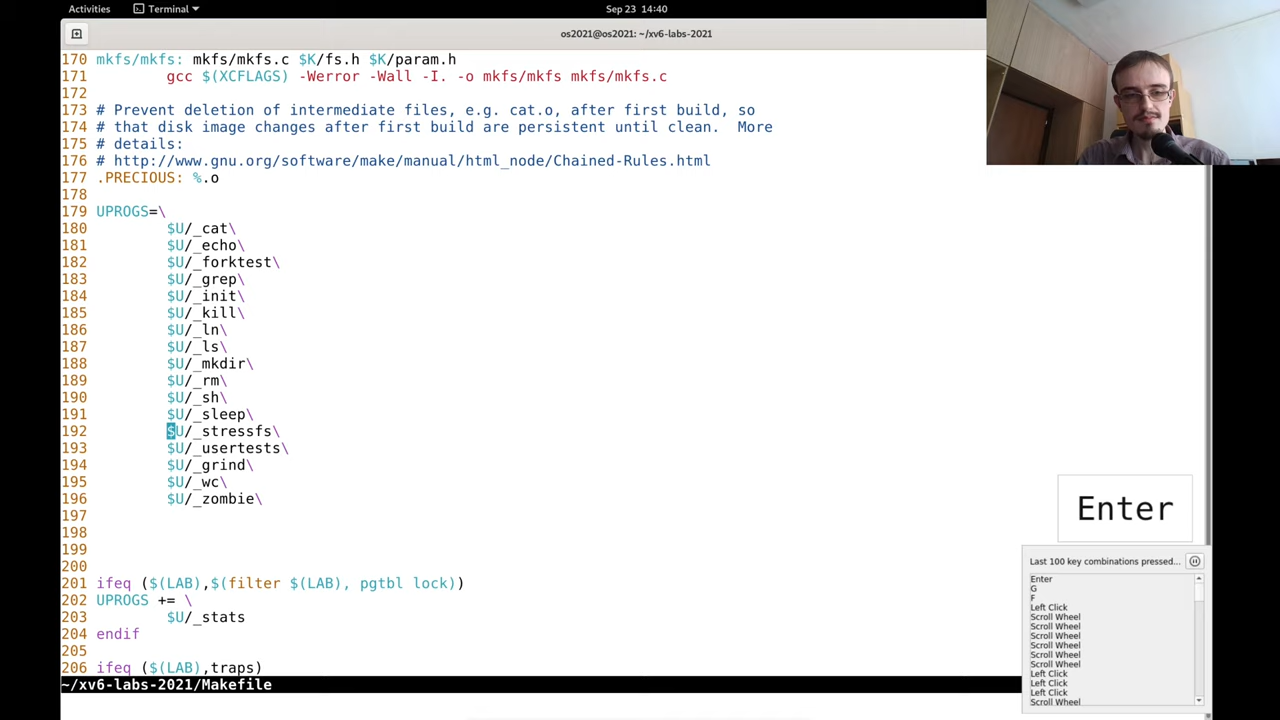 Activities Terminal Sep 23 14:40
os2021@os2021: ~/xv6-labs-2021
170 mkfs/mkfs: mkfs/mkfs.c $K/fs.h $K/param.h
171 gcc $(XCFLAGS) -Werror -Wall -I. -o mkfs/mkfs mkfs/mkfs.c
172
173 # Prevent deletion of intermediate files, e.g. cat.o, after first build, so
174 # that disk image changes after first build are persistent until clean.  More
175 # details:
176 # http://www.gnu.org/software/make/manual/html_node/Chained-Rules.html
177 .PRECIOUS: %.o
178
179 UPROGS=\
180 $U/_cat\
181 $U/_echo\
182 $U/_forktest\
183 $U/_grep\
184 $U/_init\
185 $U/_kill\
186 $U/_ln\
187 $U/_ls\
188 $U/_mkdir\
189 $U/_rm\
190 $U/_sh\
191 $U/_sleep\
192 $U/_stressfs\
193 $U/_usertests\
194 $U/_grind\
195 $U/_wc\
196 $U/_zombie\
197
198
199
200
201 ifeq ($(LAB),$(filter $(LAB), pgtbl lock))
202 UPROGS += \
203 $U/_stats
204 endif
205
206 ifeq ($(LAB),traps)
~/xv6-labs-2021/Makefile
Enter
Last 100 key combinations pressed...
Enter
G
F
Left Click
Scroll Wheel
Scroll Wheel
Scroll Wheel
Scroll Wheel
Scroll Wheel
Scroll Wheel
Left Click
Left Click
Left Click
Scroll Wheel